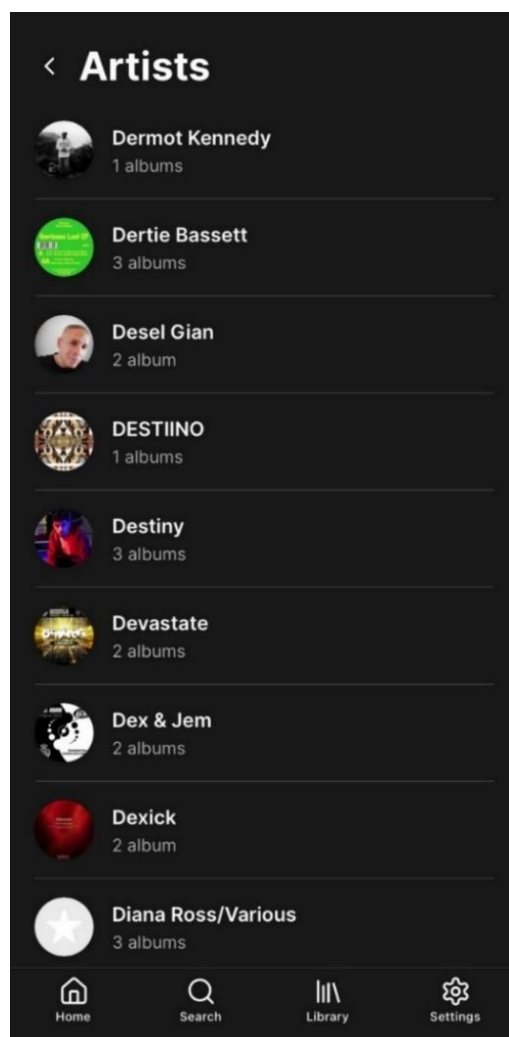 Artists
Dermot Kennedy
1 albums
Dertie Bassett
3 albums
Desel Gian
2 album
DESTIINO
1 albums
Destiny
3 albums
Devastate
2 albums
Dex & Jem
2 albums
Dexick
2 album
Diana Ross/Various
3 albums
Home
Search
Library
Settings